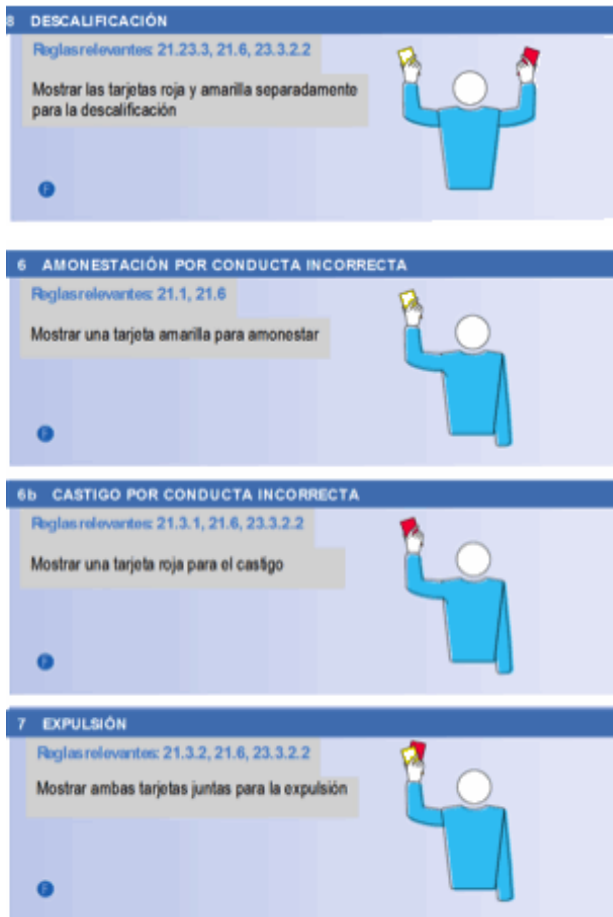 8 DESCALIFICACIÓN
Reglas relevantes: 21.23.3, 21.6, 23.3.2.2
Mostrar las tarjetas roja y amarilla separadamente
para la descalificación
F
6 AMONESTACIÓN POR CONDUCTA INCORRECTA
Reglas relevantes: 21.1, 21.6
Mostrar una tarjeta amarilla para amonestar
F
6b CASTIGO POR CONDUCTA INCORRECTA
Reglas relevantes: 21.3.1, 21.6, 23.3.2.2
Mostrar una tarjeta roja para el castigo
F
7 EXPULSIÓN
Reglas relevantes: 21.3.2, 21.6, 23.3.2.2
Mostrar ambas tarjetas juntas para la expulsión
F